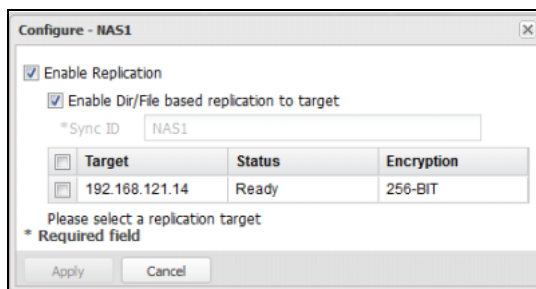 Configure - NAS1
Enable Replication
Enable Dir/File based replication to target
*Sync ID NAS1
Target Status Encryption
192.168.121.14 Ready 256-BIT
Please select a replication target
* Required field
Apply Cancel